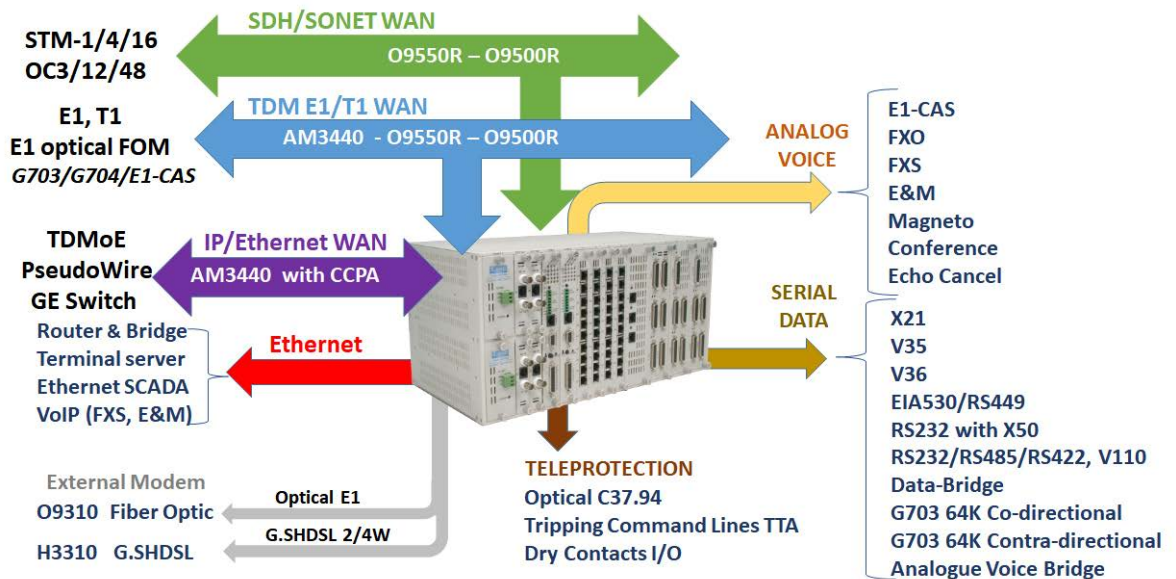 SDH/SONET WAN
STM-1/4/16
OC3/12/48
O9550R – O9500R
TDM E1/T1 WAN
E1, T1
E1 optical FOM
G703/G704/E1-CAS
AM3440 - O9550R – O9500R
ANALOG
VOICE
E1-CAS
FXO
FXS
E&M
Magneto
Conference
Echo Cancel
IP/Ethernet WAN
TDMoE
PseudoWire
GE Switch
AM3440 with CCPA
Router & Bridge
Terminal server
Ethernet SCADA
VoIP (FXS, E&M)
Ethernet
SERIAL
DATA
X21
V35
V36
EIA530/RS449
RS232 with X50
RS232/RS485/RS422, V110
Data-Bridge
G703 64K Co-directional
G703 64K Contra-directional
Analogue Voice Bridge
External Modem
O9310 Fiber Optic
H3310 G.SHDSL
Optical E1
G.SHDSL 2/4W
TELEPROTECTION
Optical C37.94
Tripping Command Lines TTA
Dry Contacts I/O